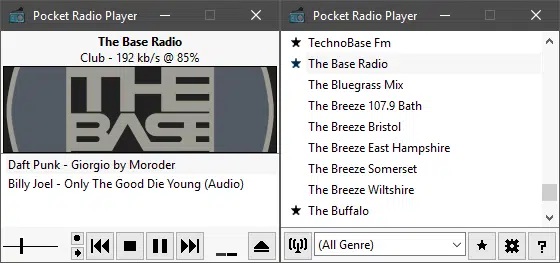 Pocket Radio Player
The Base Radio
Club - 192 kb/s @ 85%
THE
BASE
Daft Punk - Giorgio by Moroder
Billy Joel - Only The Good Die Young (Audio)
Pocket Radio Player
TechnoBase Fm
The Base Radio
The Bluegrass Mix
The Breeze 107.9 Bath
The Breeze Bristol
The Breeze East Hampshire
The Breeze Somerset
The Breeze Wiltshire
The Buffalo
(All Genre)
?